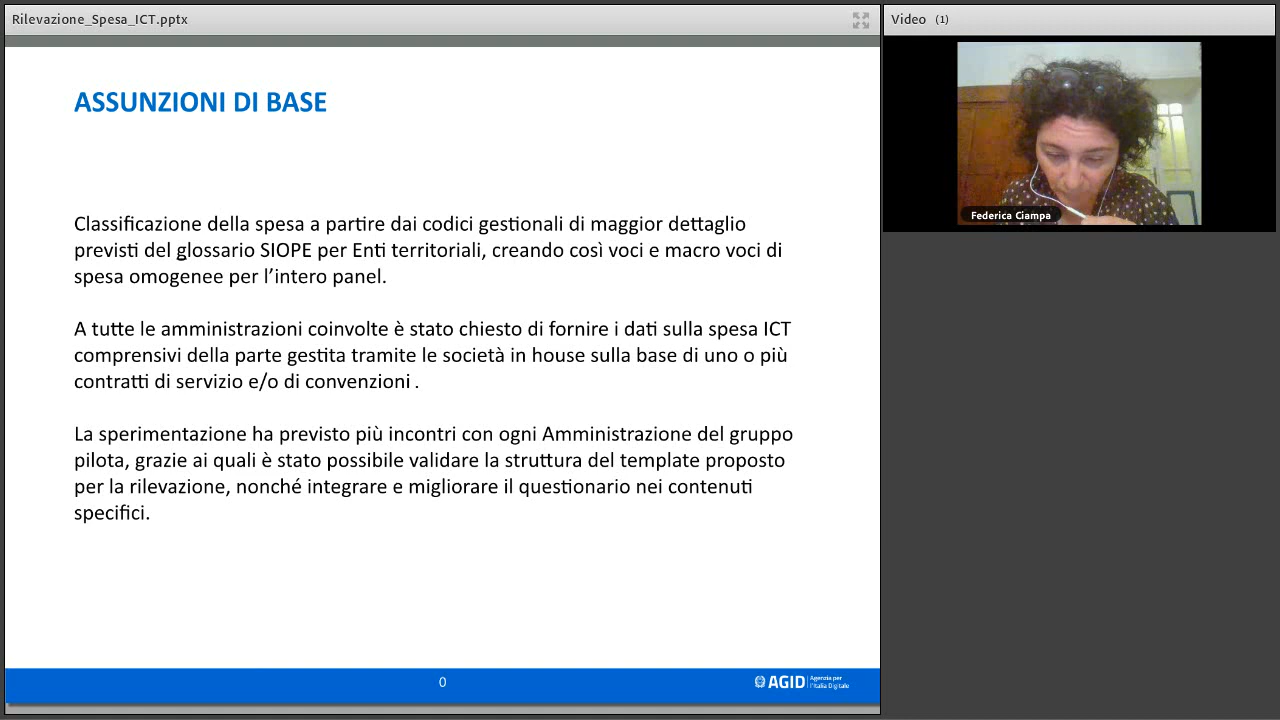 Rilevazione_Spesa_ICT.pptx
Video (1)
Federica Ciampa
ASSUNZIONI DI BASE
Classificazione della spesa a partire dai codici gestionali di maggior dettaglio
previsti del glossario SIOPE per Enti territoriali, creando così voci e macro voci di
spesa omogenee per l’intero panel.
A tutte le amministrazioni coinvolte è stato chiesto di fornire i dati sulla spesa ICT
comprensivi della parte gestita tramite le società in house sulla base di uno o più
contratti di servizio e/o di convenzioni .
La sperimentazione ha previsto più incontri con ogni Amministrazione del gruppo
pilota, grazie ai quali è stato possibile validare la struttura del template proposto
per la rilevazione, nonché integrare e migliorare il questionario nei contenuti
specifici.
0
AGID Agenzia per
l'Italia Digitale